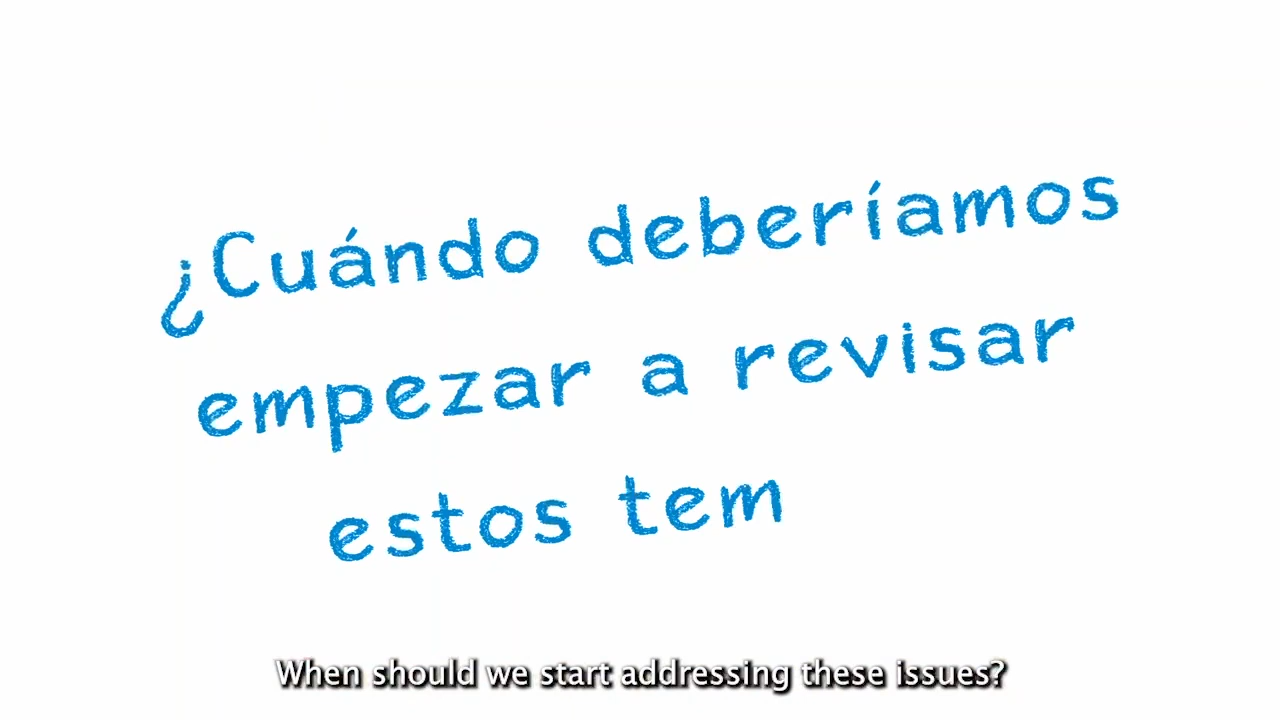 ¿Cuándo deberíamos
empezar a revisar
estos tem
When should we start addressing these issues?